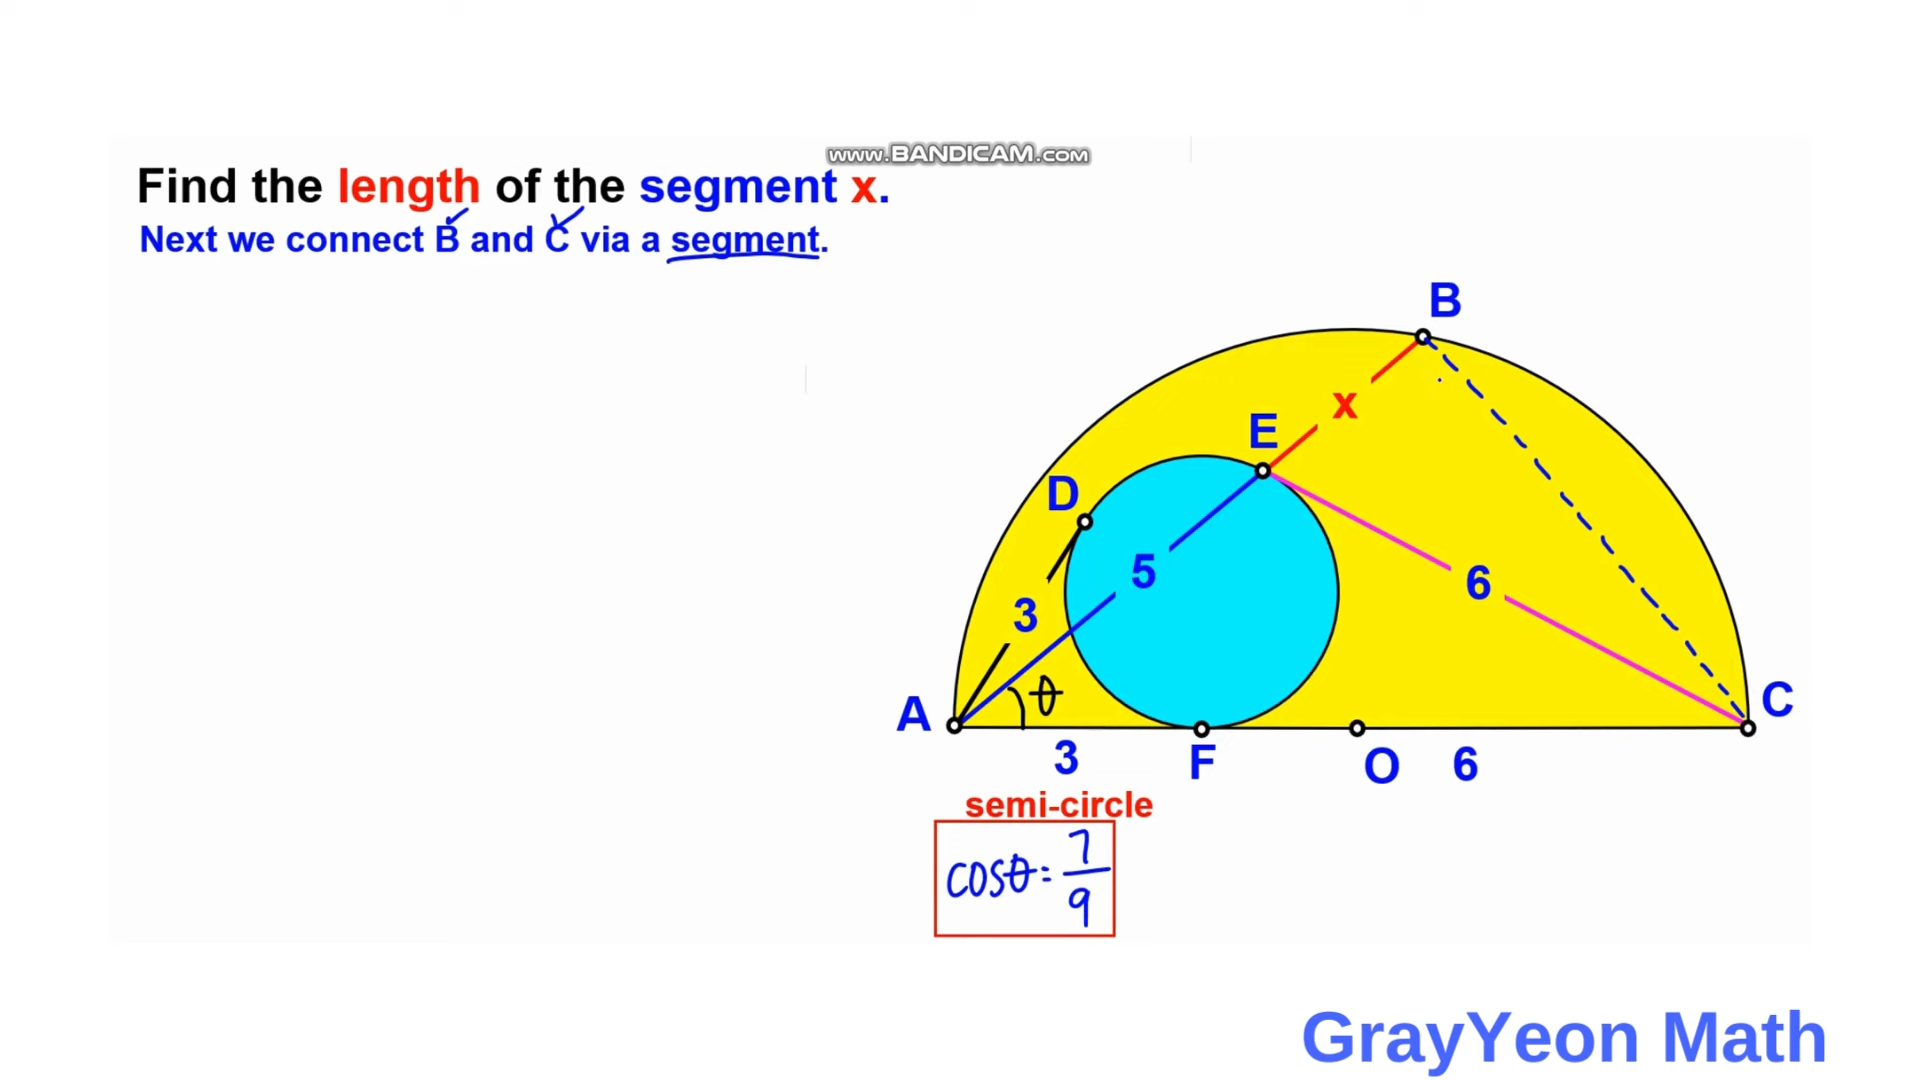 www.BANDICAM.com
Find the length of the segment x.
Next we connect B and C via a segment.
B
x
E
D
5
6
3
θ
A
C
3
F
O
6
semi-circle
cosθ = 7/9
GrayYeon Math